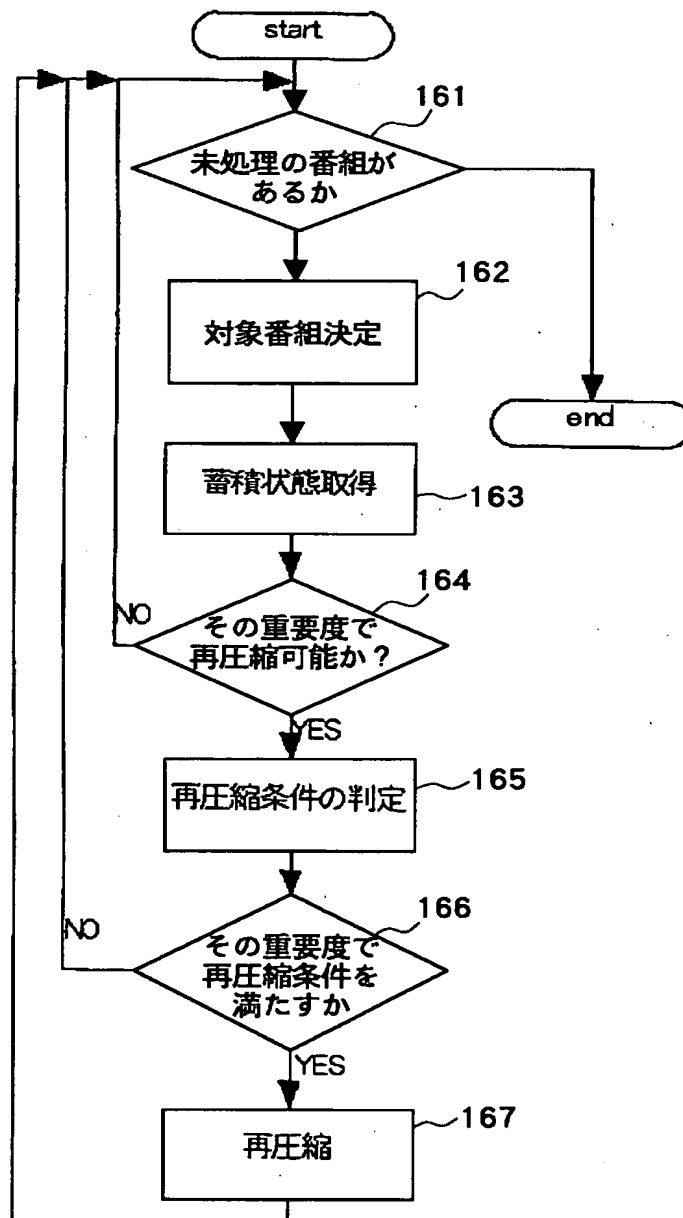 start
161
未処理の番組が
あるか
162
対象番組決定
end
蓄積状態取得
163
164
NO
その重要度で
再圧縮可能か？
YES
再圧縮条件の判定
165
166
NO
その重要度で
再圧縮条件を
満たすか
YES
167
再圧縮